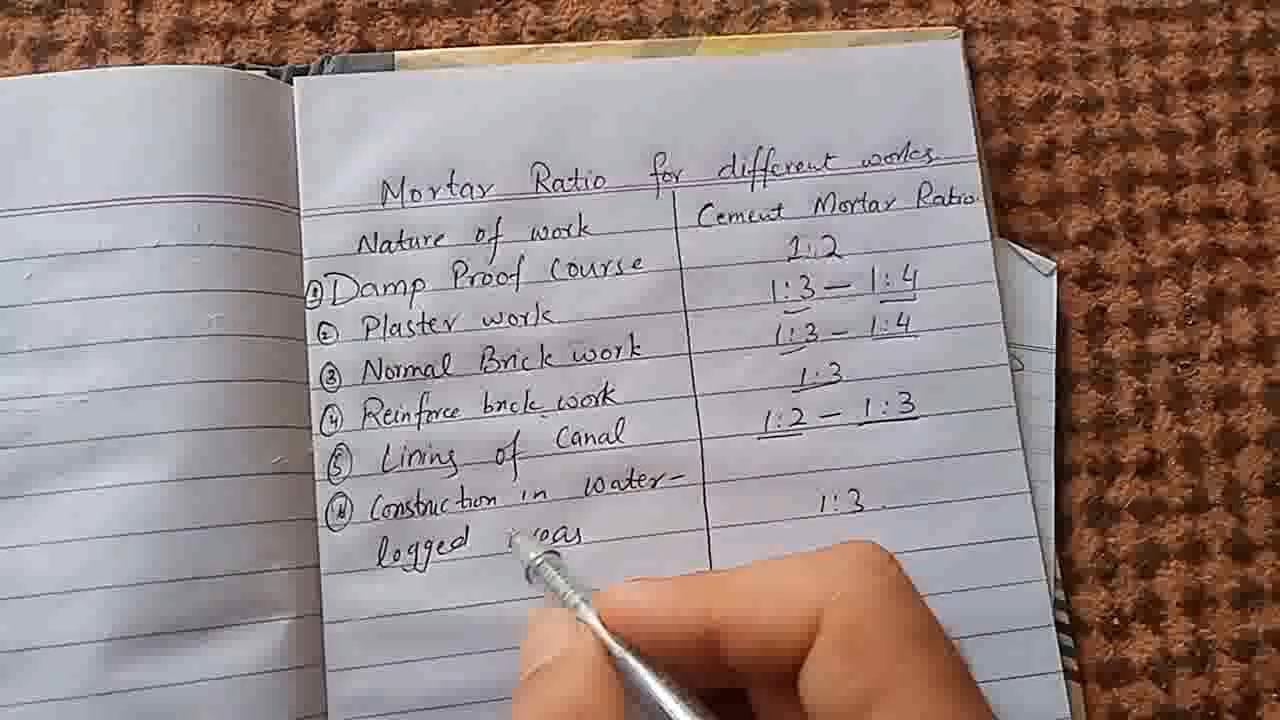 Mortar Ratio for different works.
Nature of work Cement Mortar Ratio.
① Damp Proof Course 1:2
② Plaster work 1:3 – 1:4
③ Normal Brick work 1:3 – 1:4
④ Reinforce brick work 1:3
⑤ Lining of Canal 1:2 – 1:3
Construction in water-
logged areas 1:3.